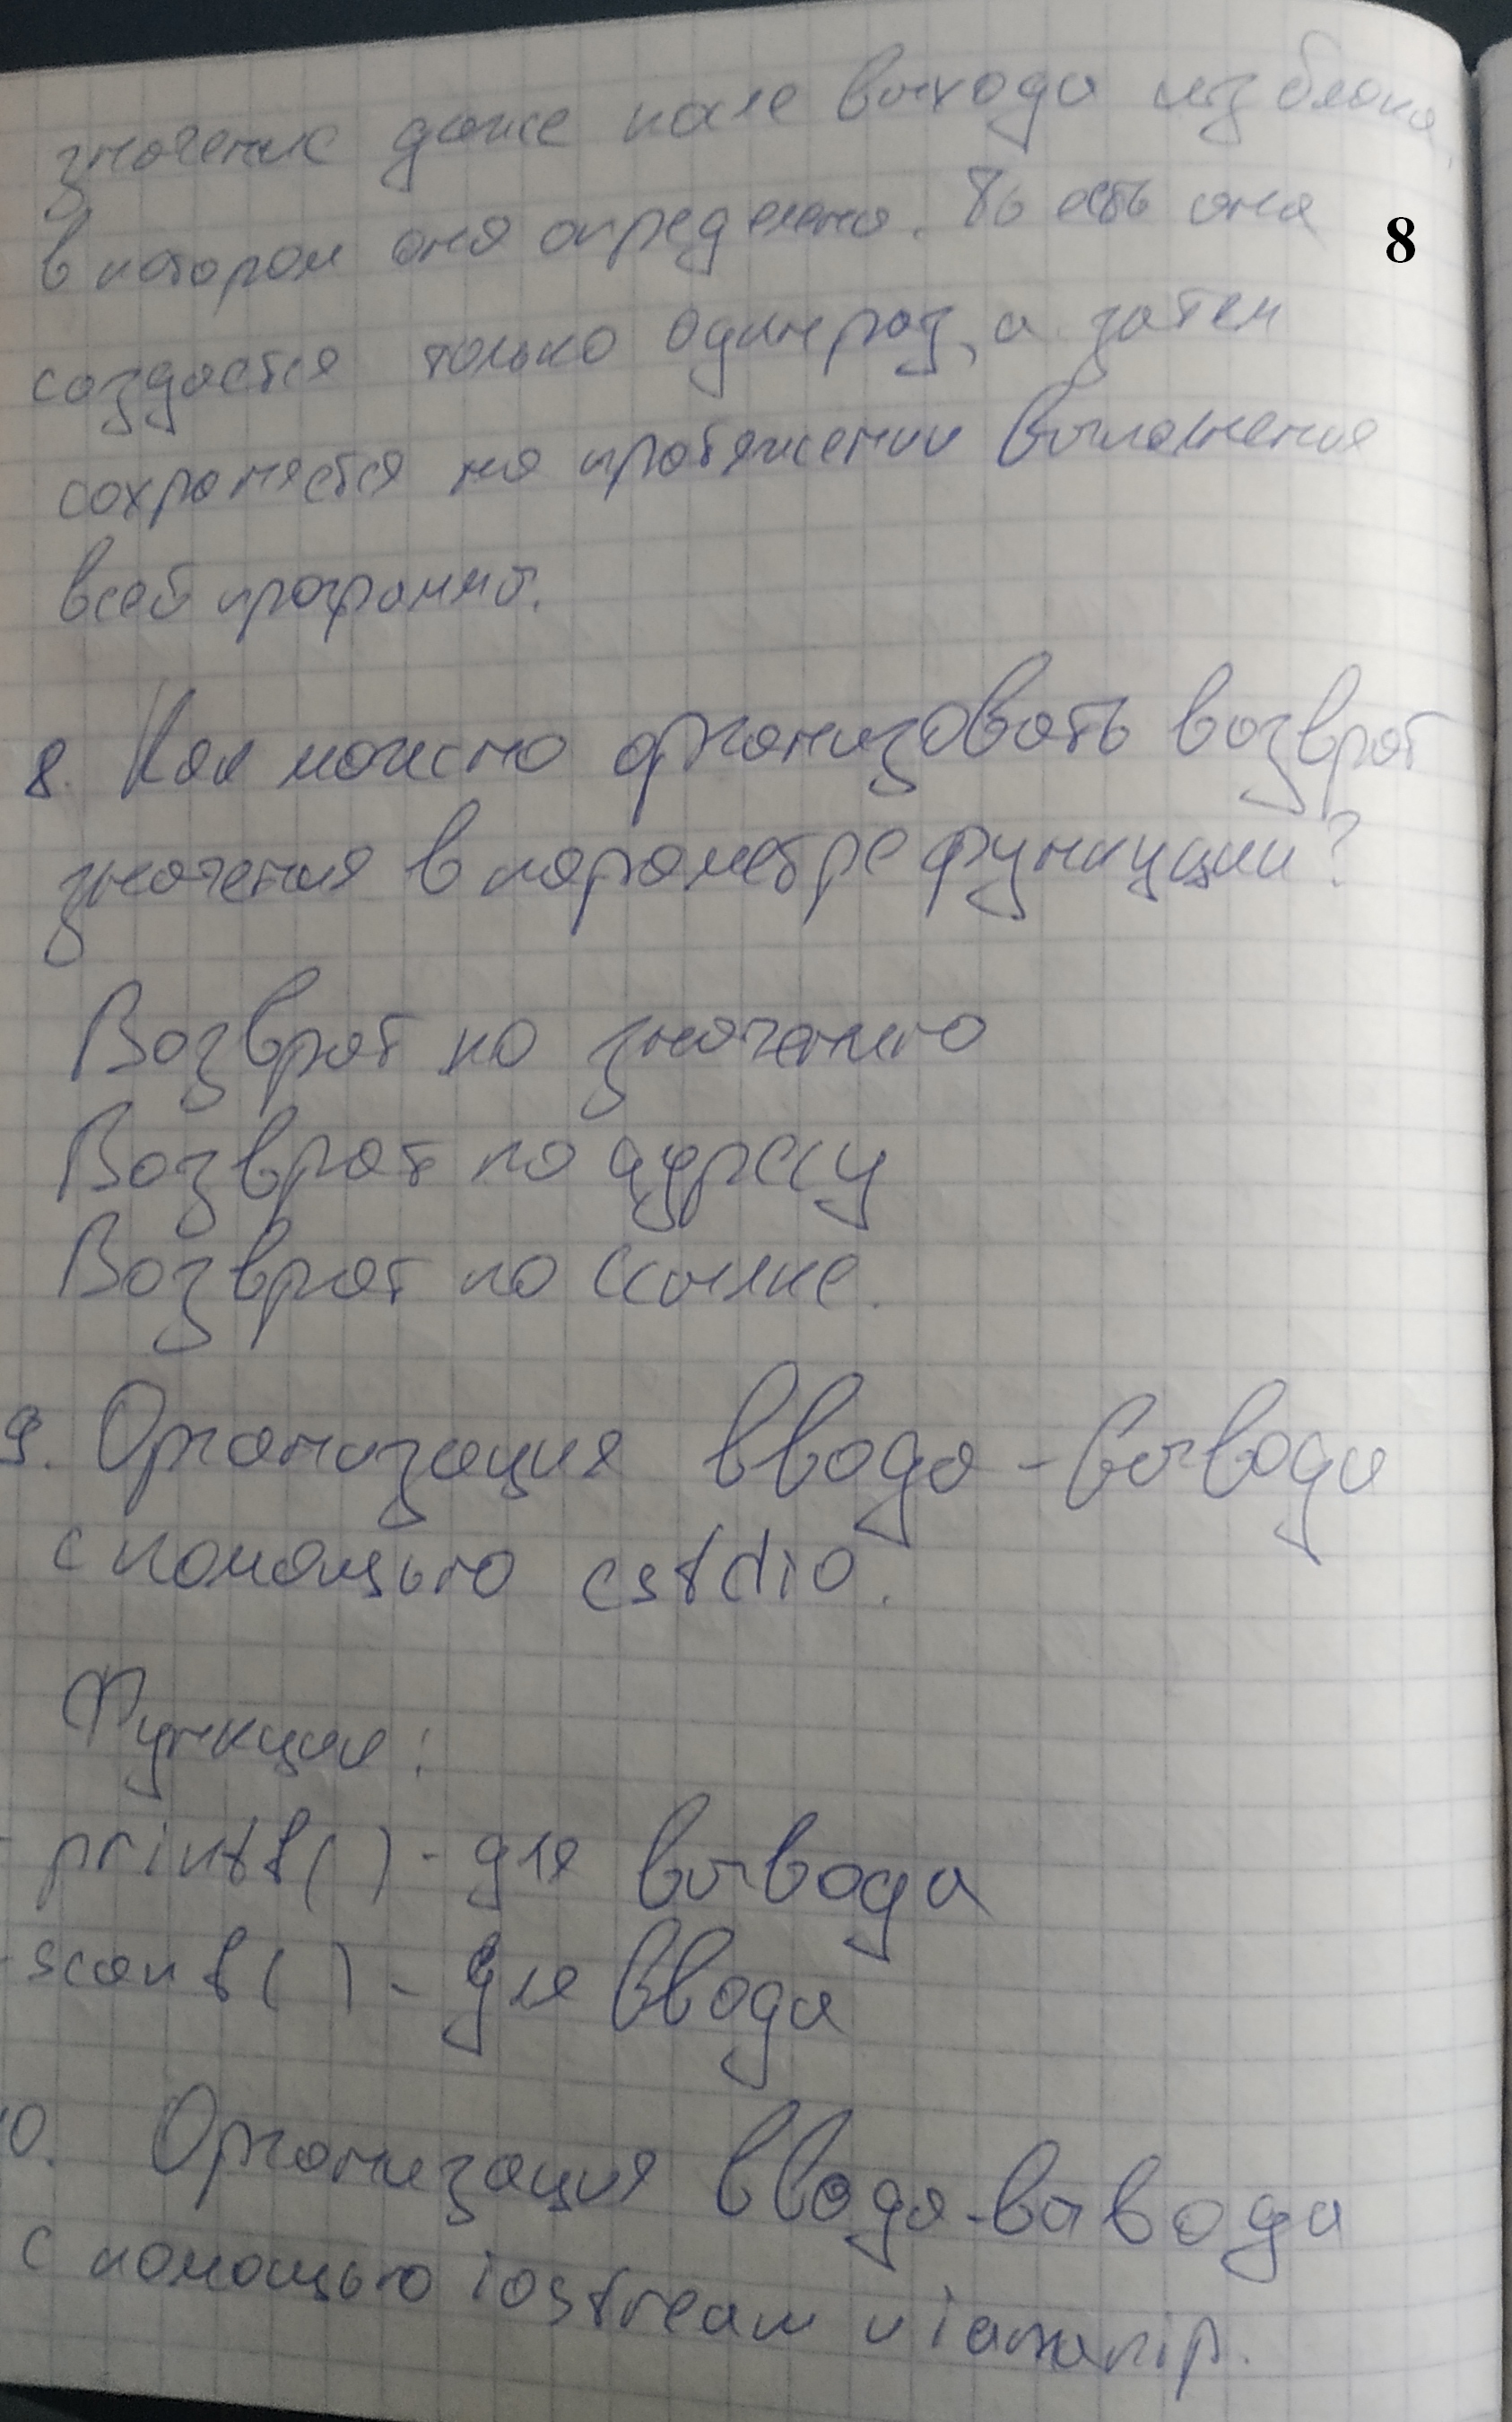 значение даже после выхода из блока,
в котором она определена. То есть она
8
создается только один раз, а затем
сохраняется на протяжении выполнения
всей программы.
8. Как можно организовать возврат
значения в параметре функции?
Возврат по значению
Возврат по адресу
Возврат по ссылке.
9. Организация ввода-вывода
с помощью cstdio.
Функции:
- printf() - для вывода
- scanf() - для ввода
10. Организация ввода-вывода
с помощью iostream и iomanip.